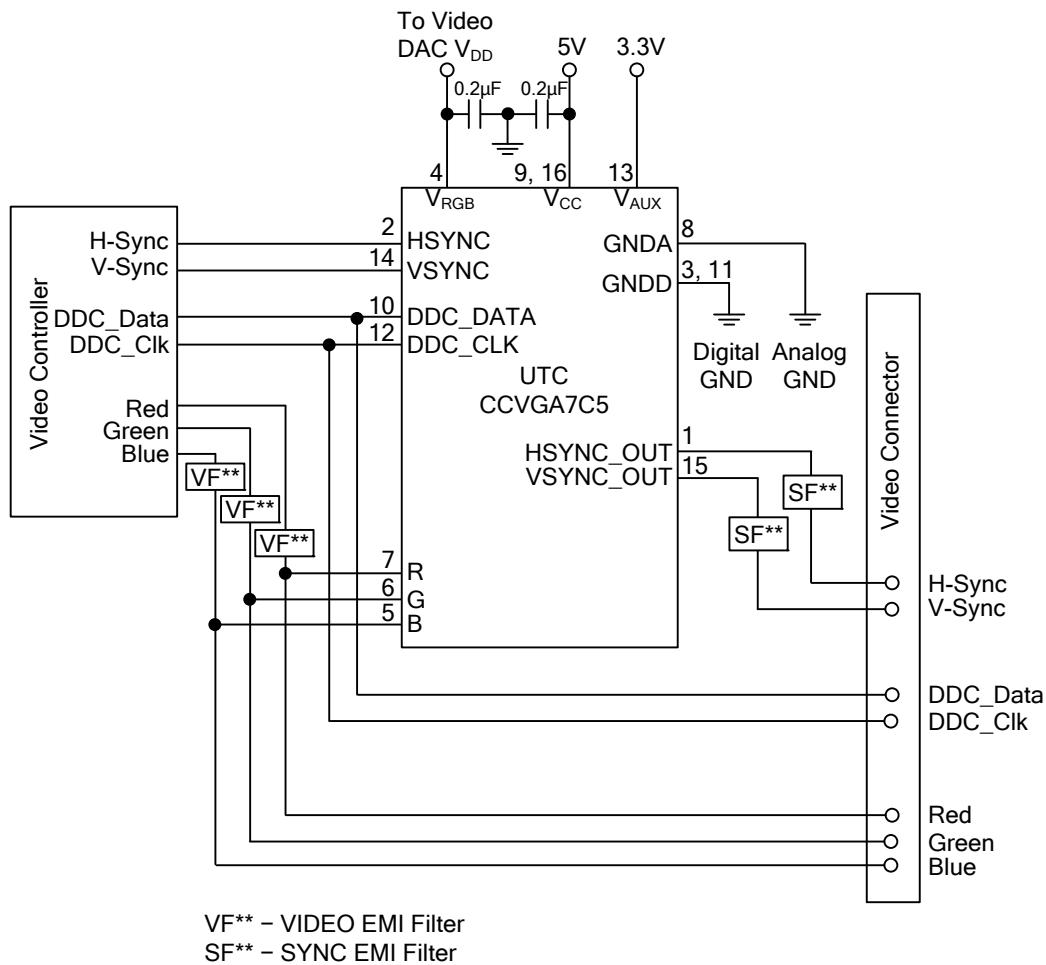 To Video
DAC VDD
5V
3.3V
0.2µF
0.2µF
4
9, 16
13
VRGB
VCC
VAUX
Video Controller
H-Sync
V-Sync
DDC_Data
DDC_Clk
Red
Green
Blue
2
HSYNC
14
VSYNC
10
DDC_DATA
12
DDC_CLK
UTC
CCVGA7C5
GNDA
8
GNDD
3, 11
Digital
GND
Analog
GND
HSYNC_OUT
1
VSYNC_OUT
15
VF**
VF**
VF**
SF**
SF**
7
R
6
G
5
B
Video Connector
H-Sync
V-Sync
DDC_Data
DDC_Clk
Red
Green
Blue
VF** – VIDEO EMI Filter
SF** – SYNC EMI Filter